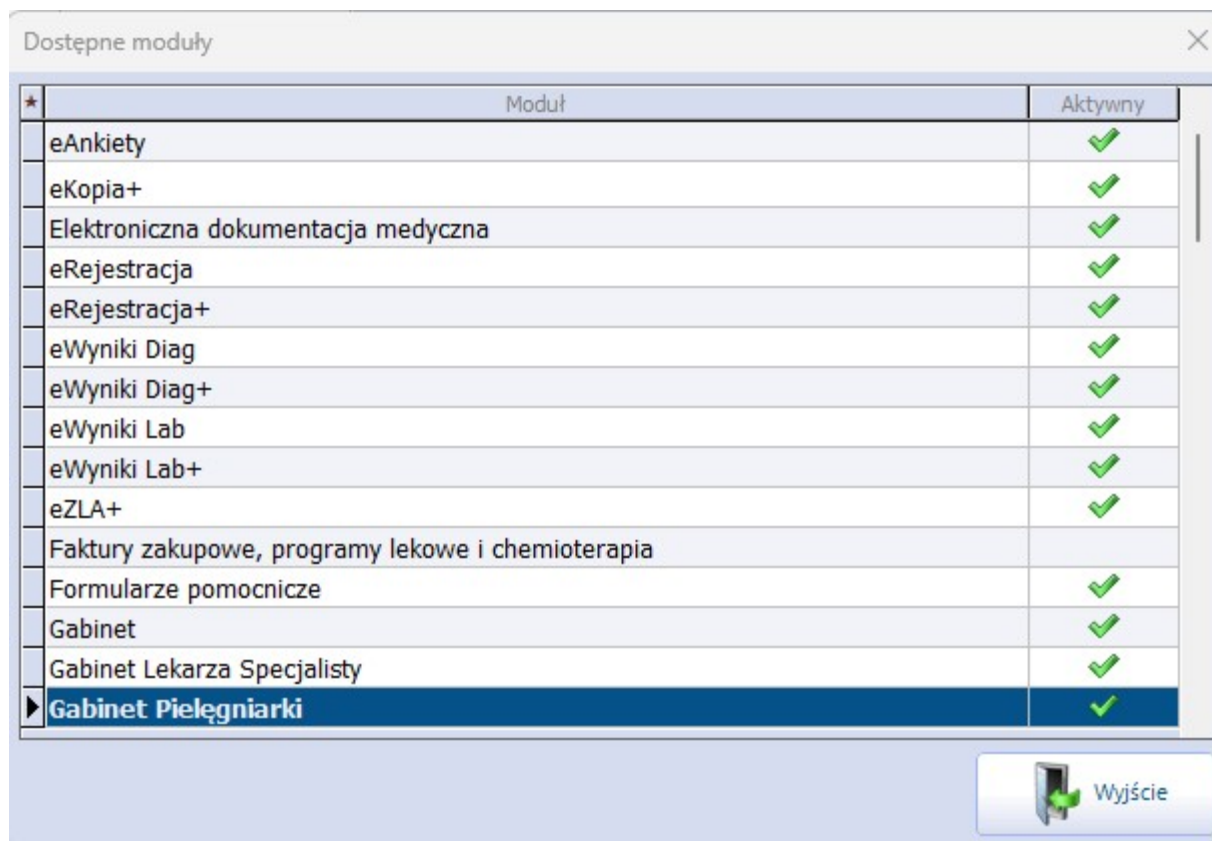 Dostępne moduły
Moduł Aktywny
eAnkiety
eKopia+
Elektroniczna dokumentacja medyczna
eRejestracja
eRejestracja+
eWyniki Diag
eWyniki Diag+
eWyniki Lab
eWyniki Lab+
eZLA+
Faktury zakupowe, programy lekowe i chemioterapia
Formularze pomocnicze
Gabinet
Gabinet Lekarza Specjalisty
Gabinet Pielęgniarki
Wyjście